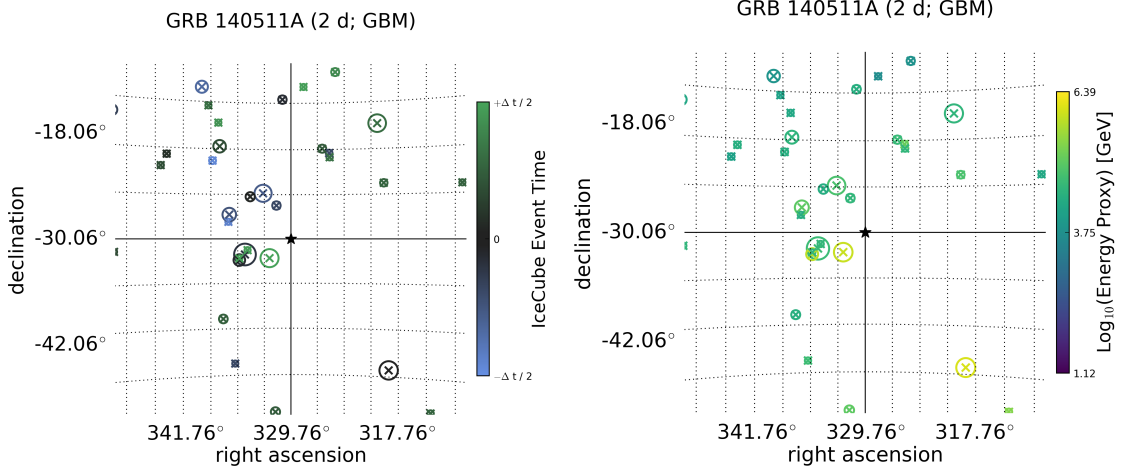 GRB 140511A (2 d; GBM)
-18.06°
-30.06°
-42.06°
declination
341.76° 329.76° 317.76°
right ascension
+Δ t / 2
0
−Δ t / 2
IceCube Event Time
GRB 140511A (2 d; GBM)
-18.06°
-30.06°
-42.06°
declination
341.76° 329.76° 317.76°
right ascension
6.39
3.75
1.12
Log10(Energy Proxy) [GeV]